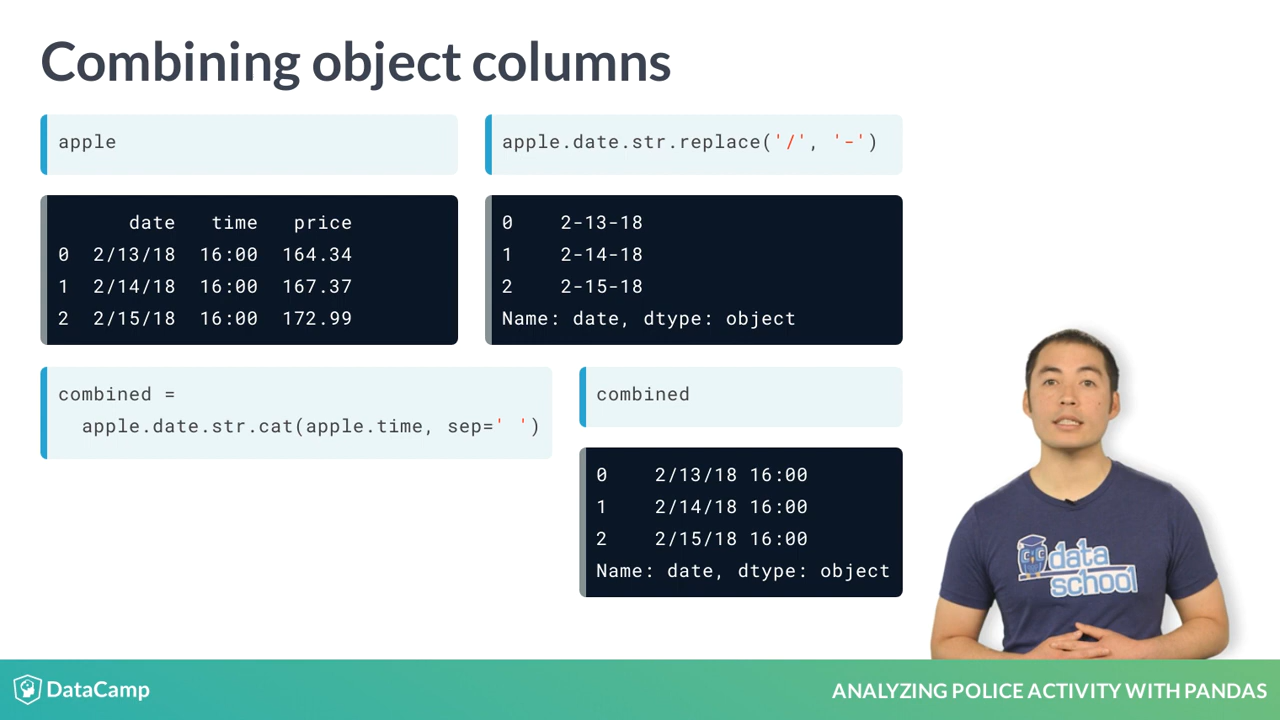 Combining object columns
apple
apple.date.str.replace('/', '-')
date time price
0 2/13/18 16:00 164.34
1 2/14/18 16:00 167.37
2 2/15/18 16:00 172.99
0 2-13-18
1 2-14-18
2 2-15-18
Name: date, dtype: object
combined =
apple.date.str.cat(apple.time, sep=' ')
combined
0 2/13/18 16:00
1 2/14/18 16:00
2 2/15/18 16:00
Name: date, dtype: object
data
school
DataCamp
ANALYZING POLICE ACTIVITY WITH PANDAS